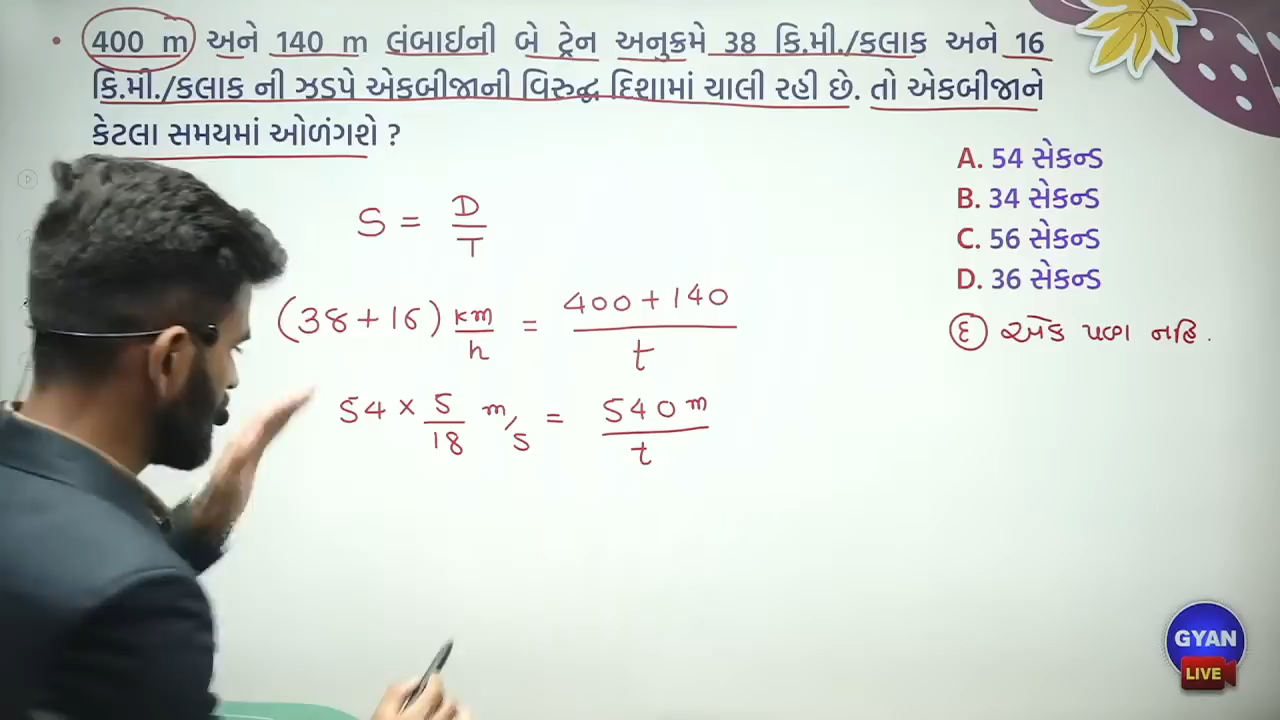 • 400 m અને 140 m લંબાઈની બે ટ્રેન અનુક્રમે 38 કિ.મી./કલાક અને 16
કિ.મી./કલાક ની ઝડપે એકબીજાની વિરુદ્ધ દિશામાં ચાલી રહી છે. તો એકબીજાને
કેટલા સમયમાં ઓળંગશે ?
A. 54 સેકન્ડ
B. 34 સેકન્ડ
C. 56 સેકન્ડ
D. 36 સેકન્ડ
E એક પણ નહિ.
S = D/T
(38+16) km/h = 400+140/t
54 × 5/18 m/s = 540 m/t
GYAN
LIVE